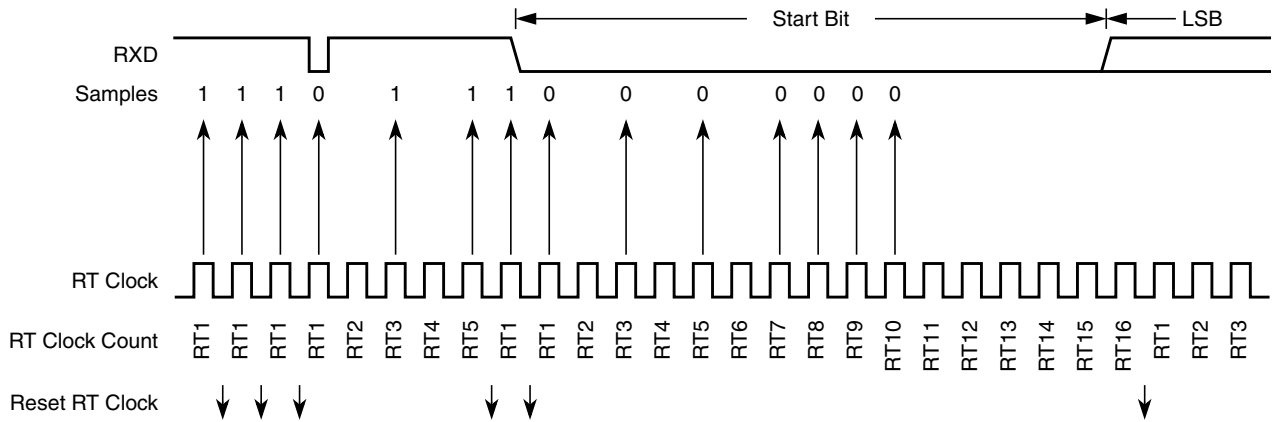 Start Bit LSB
RXD
Samples 1 1 1 0 1 1 1 0 0 0 0 0 0 0
RT Clock
RT Clock Count RT1 RT1 RT1 RT1 RT2 RT3 RT4 RT5 RT1 RT1 RT2 RT3 RT4 RT5 RT6 RT7 RT8 RT9 RT10 RT11 RT12 RT13 RT14 RT15 RT16 RT1 RT2 RT3
Reset RT Clock